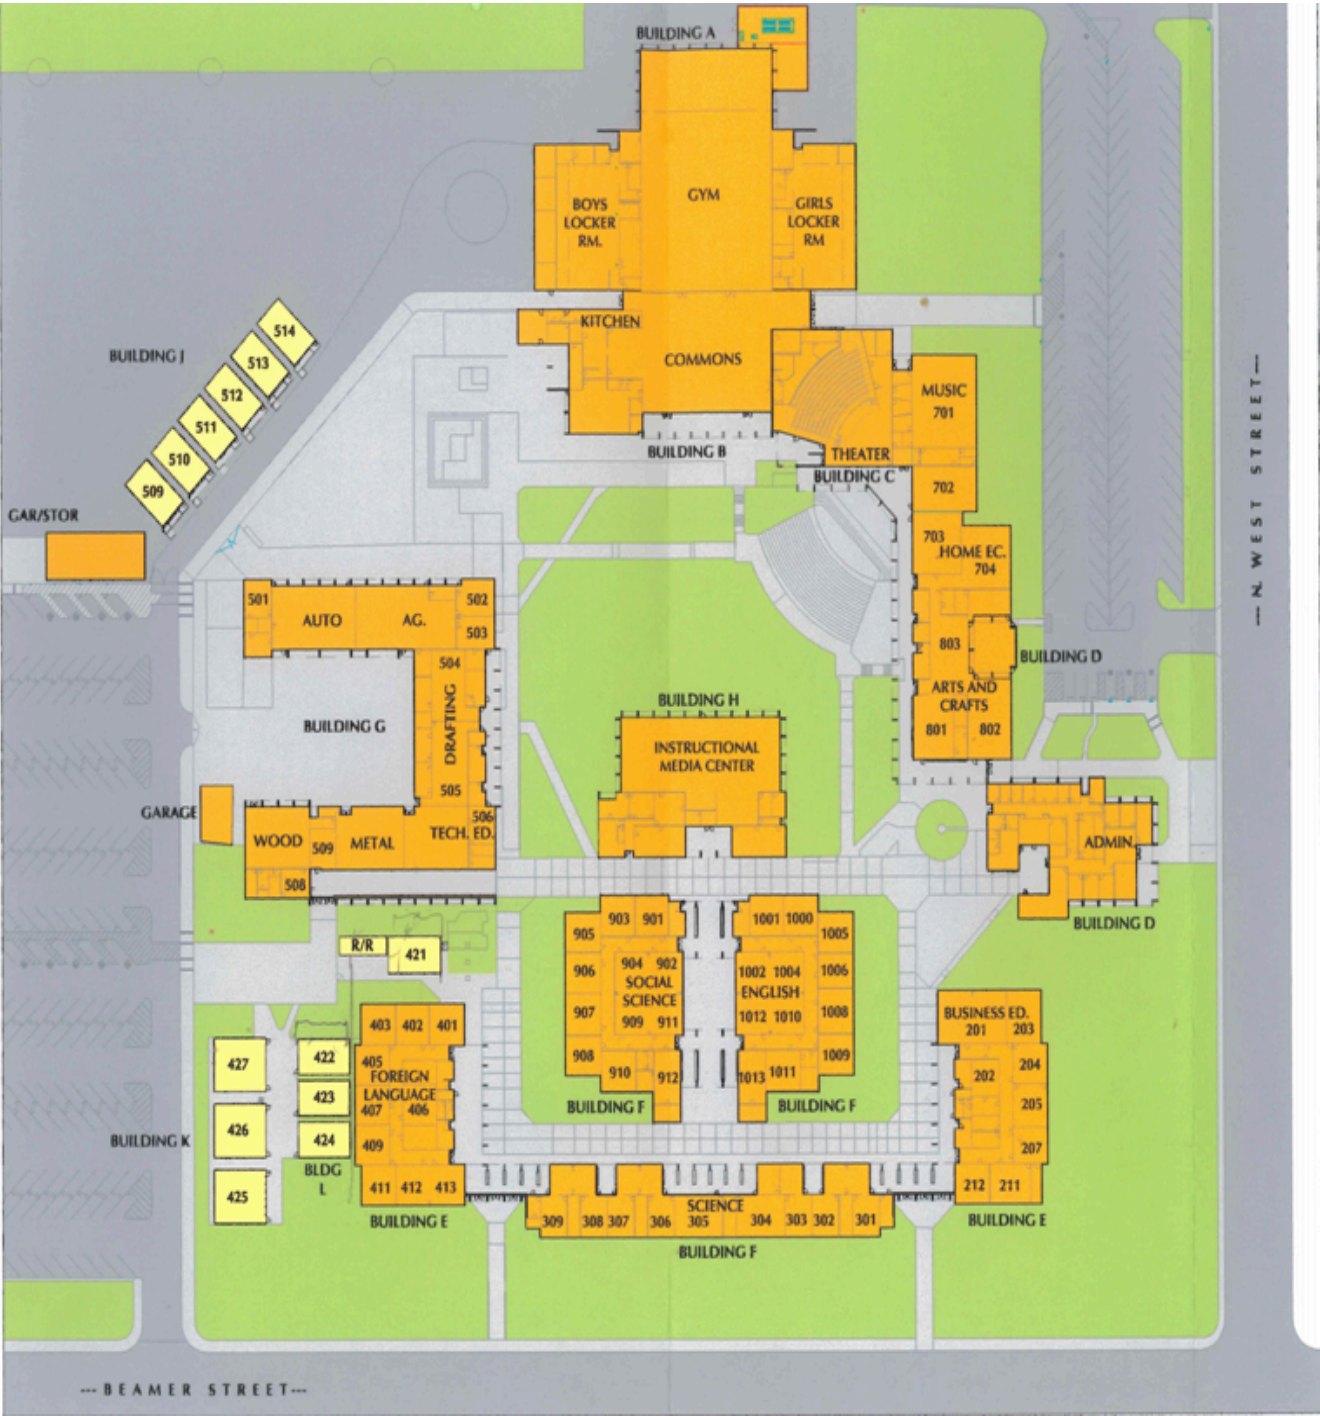 BUILDING A
GYM
BOYS
LOCKER
RM.
GIRLS
LOCKER
RM
KITCHEN
COMMONS
BUILDING B
THEATER
BUILDING C
MUSIC
701
702
703
HOME EC.
704
803
BUILDING D
ARTS AND
CRAFTS
801
802
514
513
512
511
510
509
BUILDING J
GAR/STOR
501
AUTO
AG.
502
503
504
DRAFTING
505
506
TECH. ED.
BUILDING G
GARAGE
WOOD
509
METAL
508
BUILDING H
INSTRUCTIONAL
MEDIA CENTER
ADMIN.
BUILDING D
--- N. WEST STREET---
R/R
421
903 901
905
904 902
906
SOCIAL
SCIENCE
907
909 911
908
910
912
BUILDING F
1001 1000
1005
1002 1004
1006
ENGLISH
1012 1010
1008
1009
1013
1011
BUILDING F
BUSINESS ED.
201
203
204
202
205
207
212
211
BUILDING E
403 402 401
405
FOREIGN
LANGUAGE
407
406
409
411 412 413
BUILDING E
427
422
423
426
424
BUILDING K
BLDG
L
425
SCIENCE
309
308
307
306
305
304
303
302
301
BUILDING F
--- BEAMER STREET---